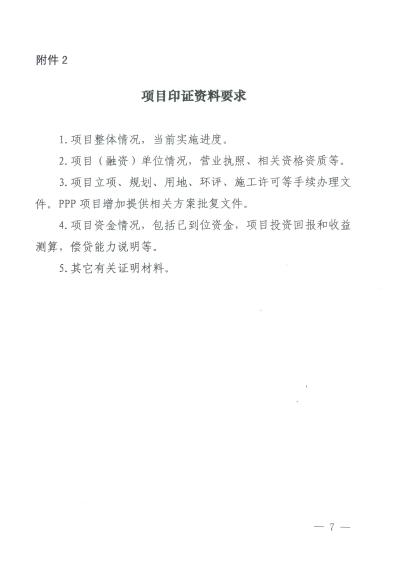 附件2
项目印证资料要求
1.项目整体情况，当前实施进度。
2.项目（融资）单位情况，营业执照、相关资格资质等。
3.项目立项、规划、用地、环评、施工许可等手续办理文
件。PPP 项目增加提供相关方案批复文件。
4.项目资金情况，包括已到位资金，项目投资回报和收益
测算，偿贷能力说明等。
5.其它有关证明材料。
— 7 —